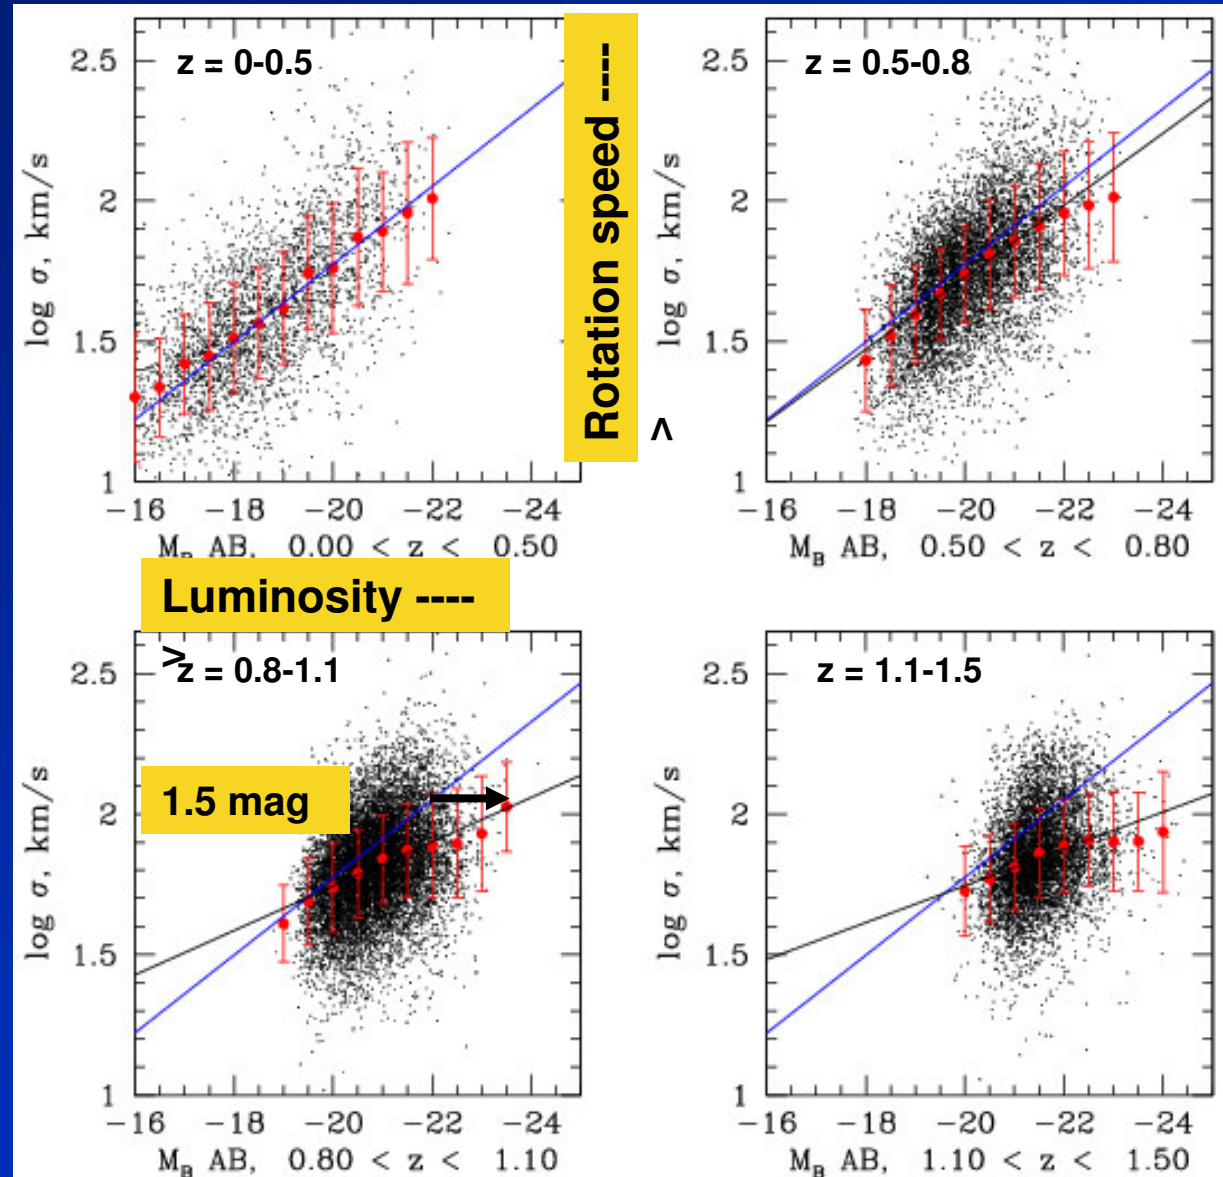 z = 0-0.5
2.5
2
1.5
1
log σ, km/s
−16 −18 −20 −22 −24
M_B AB, 0.00 < z < 0.50
Rotation speed ----
>
z = 0.5-0.8
2.5
2
1.5
1
log σ, km/s
−16 −18 −20 −22 −24
M_B AB, 0.50 < z < 0.80
Luminosity ----
>
z = 0.8-1.1
2.5
2
1.5
1
log σ, km/s
1.5 mag
−16 −18 −20 −22 −24
M_B AB, 0.80 < z < 1.10
z = 1.1-1.5
2.5
2
1.5
1
log σ, km/s
−16 −18 −20 −22 −24
M_B AB, 1.10 < z < 1.50